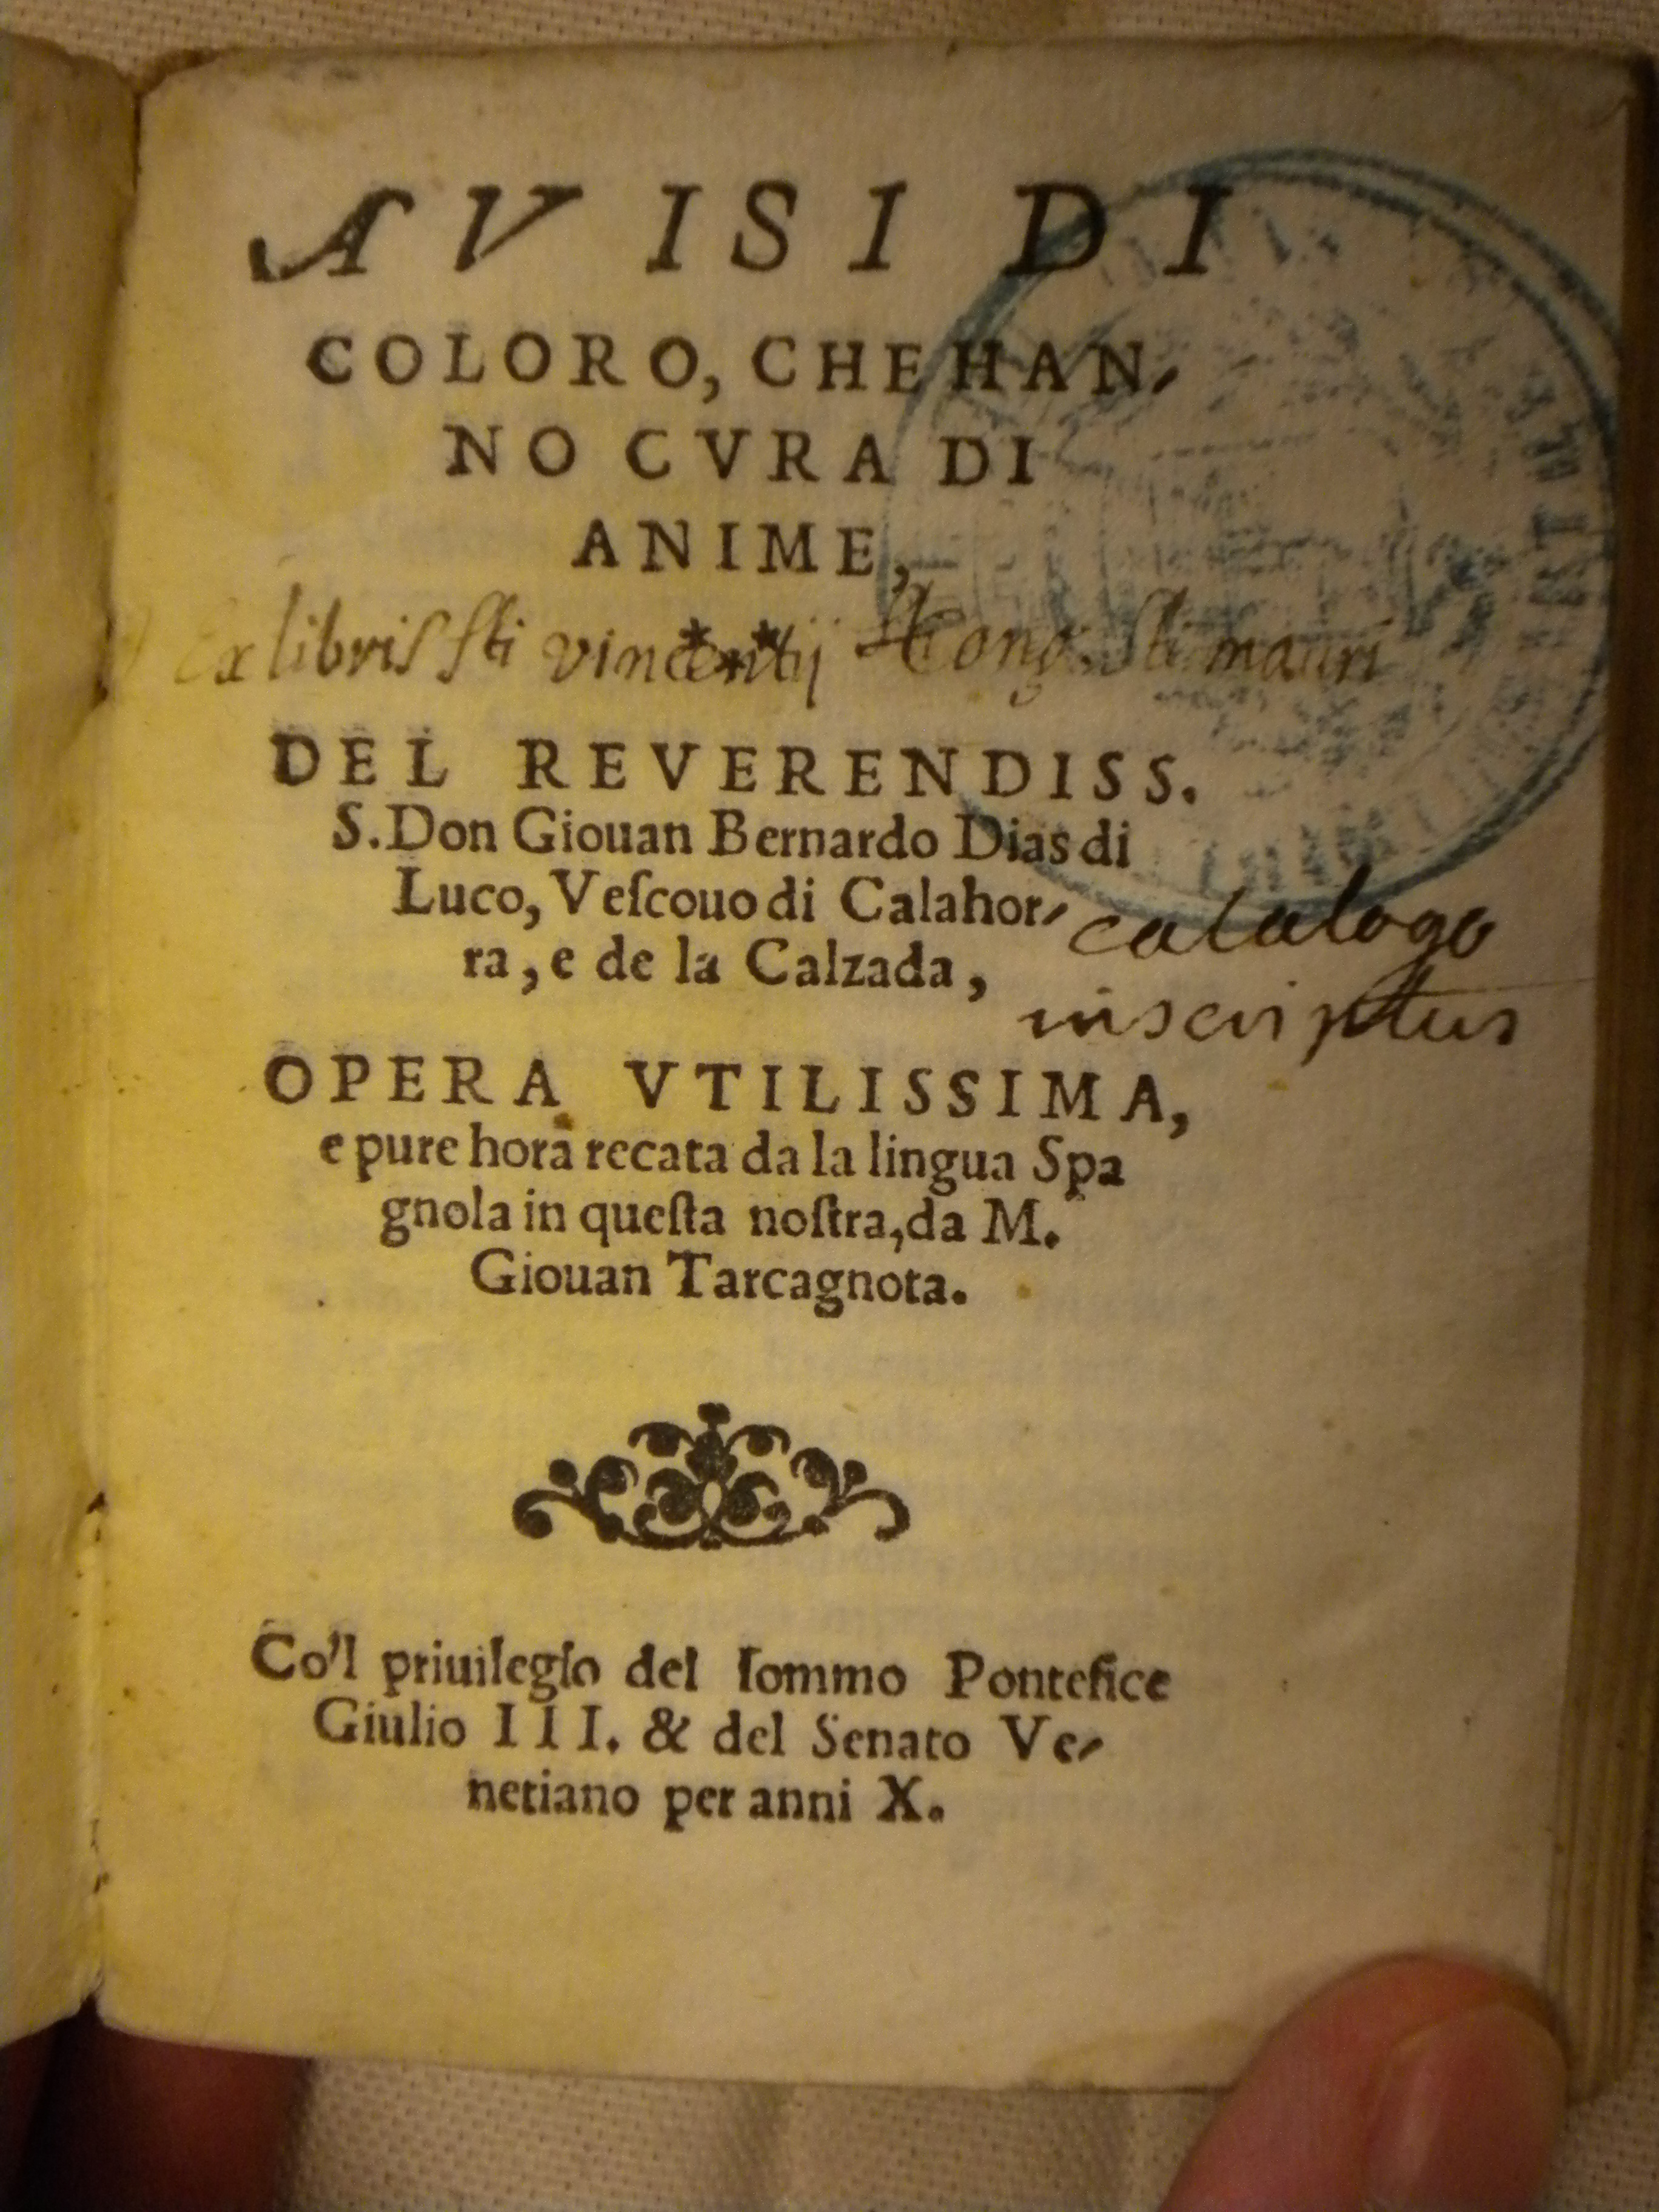 AVISI DI
COLORO, CHE HAN-
NO CVRA DI
ANIME,
Ex libris sti vincentij Cong. sti mauri
DEL REVERENDISS.
S. Don Giouan Bernardo Dias di
Luco, Veſcouo di Calahor-
ra, e de la Calzada,
catalogo
inscriptus
OPERA VTILISSIMA,
e pure hora recata da la lingua Spa
gnola in queſta noſtra, da M.
Giouan Tarcagnota.
Co'l priuilegio del ſommo Pontefice
Giulio III. & del Senato Ve-
netiano per anni X.